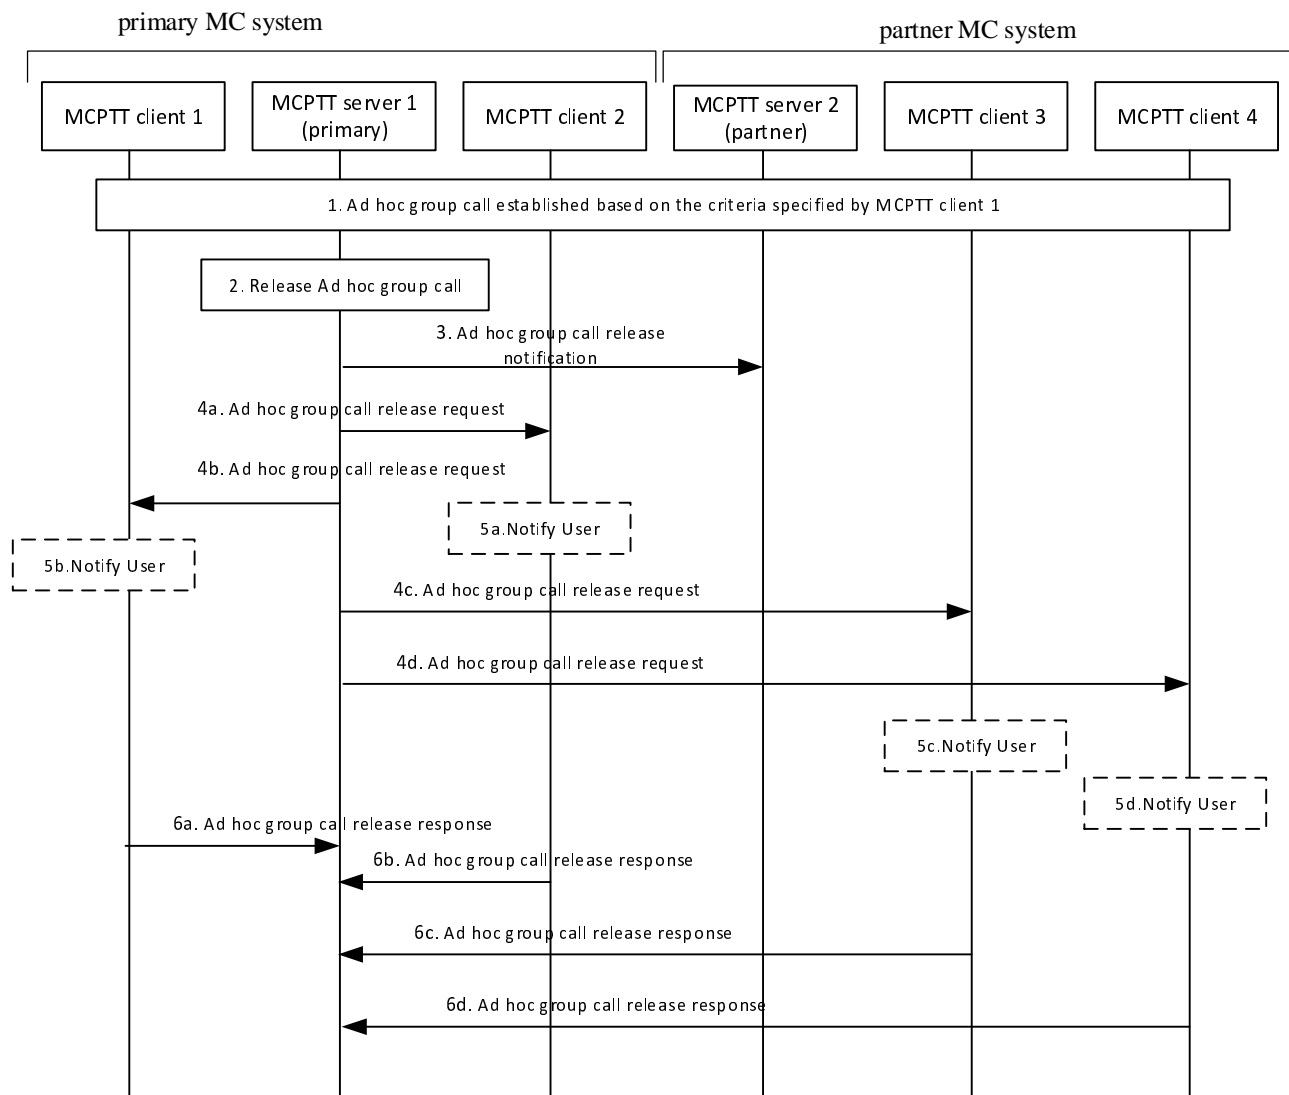 primary MC system
partner MC system
MCPTT client 1
MCPTT server 1
(primary)
MCPTT client 2
MCPTT server 2
(partner)
MCPTT client 3
MCPTT client 4
1. Ad hoc group call established based on the criteria specified by MCPTT client 1
2. Release Ad hoc group call
3. Ad hoc group call release
notification
4a. Ad hoc group call release request
4b. Ad hoc group call release request
5a.Notify User
5b.Notify User
4c. Ad hoc group call release request
4d. Ad hoc group call release request
5c.Notify User
5d.Notify User
6a. Ad hoc group call release response
6b. Ad hoc group call release response
6c. Ad hoc group call release response
6d. Ad hoc group call release response